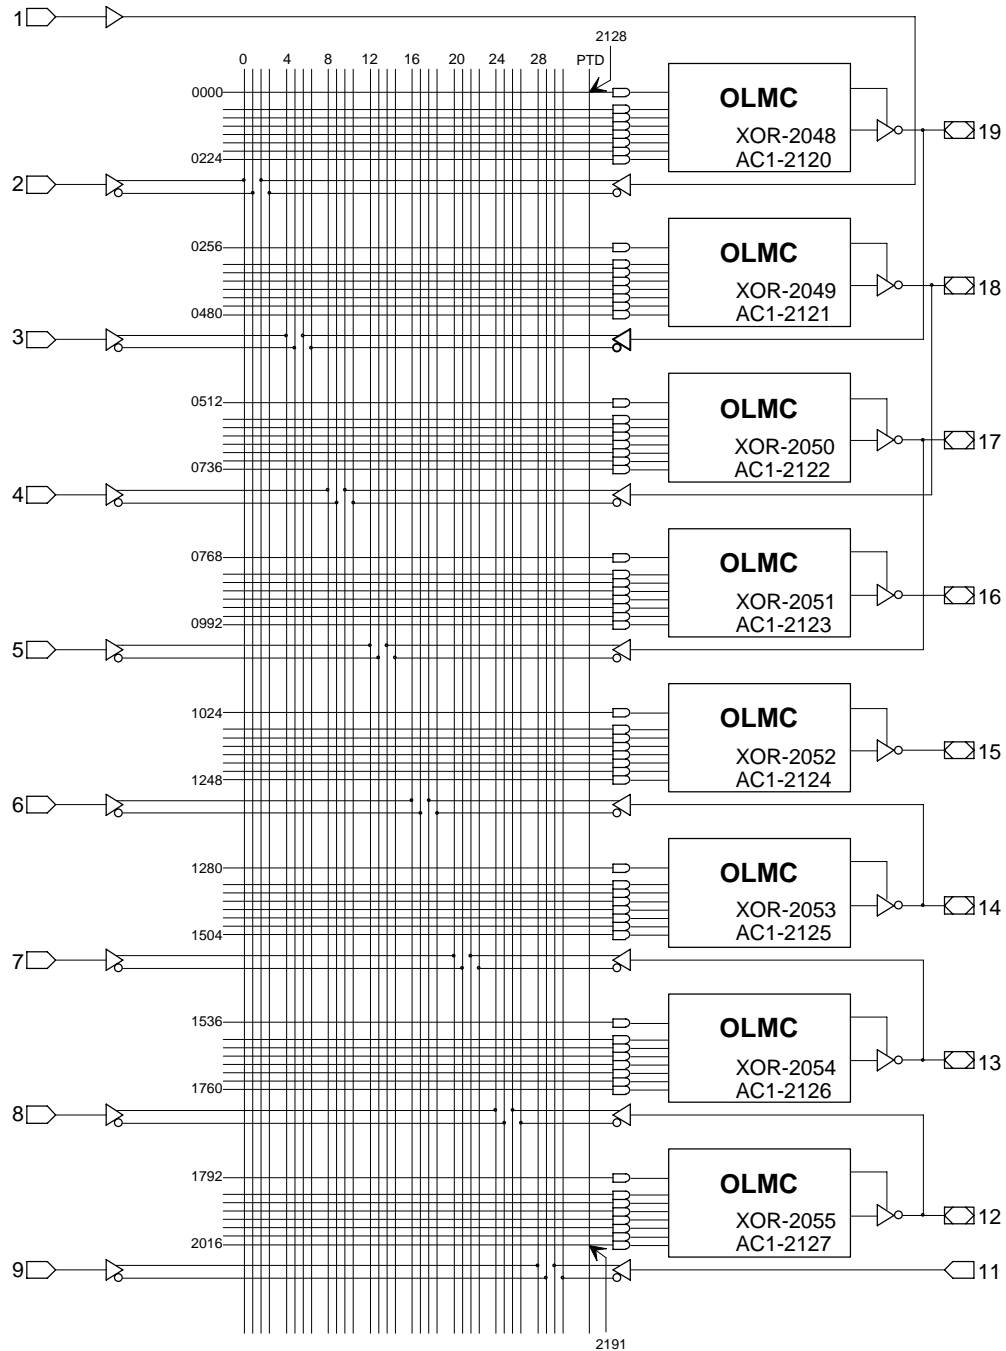 1
2128
0 4 8 12 16 20 24 28 PTD
0000
OLMC
XOR-2048
19
AC1-2120
0224
2
0256
OLMC
XOR-2049
18
AC1-2121
0480
3
0512
OLMC
XOR-2050
17
AC1-2122
0736
4
0768
OLMC
XOR-2051
16
AC1-2123
0992
5
1024
OLMC
XOR-2052
15
AC1-2124
1248
6
1280
OLMC
XOR-2053
14
AC1-2125
1504
7
1536
OLMC
XOR-2054
13
AC1-2126
1760
8
1792
OLMC
XOR-2055
12
AC1-2127
2016
9
11
2191